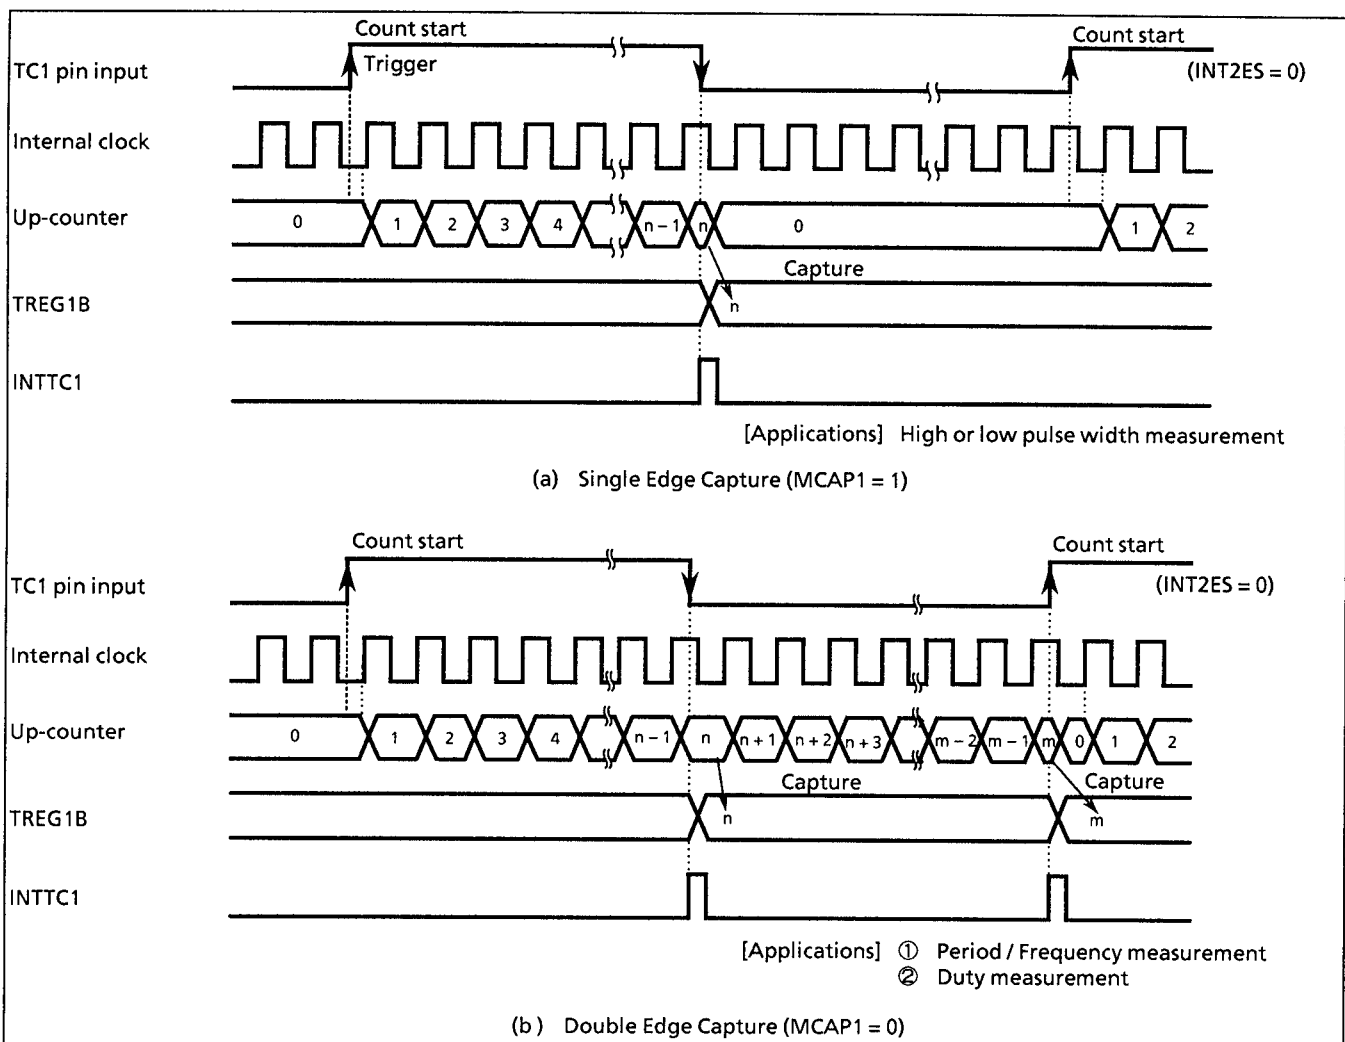 Count start
Count start
TC1 pin input
Trigger
(INT2ES = 0)
Internal clock
Up-counter
0 1 2 3 4 n – 1 n 0 1 2
Capture
TREG1B
n
INTTC1
[Applications] High or low pulse width measurement
(a) Single Edge Capture (MCAP1 = 1)
Count start
Count start
TC1 pin input
(INT2ES = 0)
Internal clock
Up-counter
0 1 2 3 4 n – 1 n n + 1 n + 2 n + 3 m – 2 m – 1 m 0 1 2
Capture
Capture
TREG1B
n
m
INTTC1
[Applications] ① Period / Frequency measurement
② Duty measurement
(b) Double Edge Capture (MCAP1 = 0)